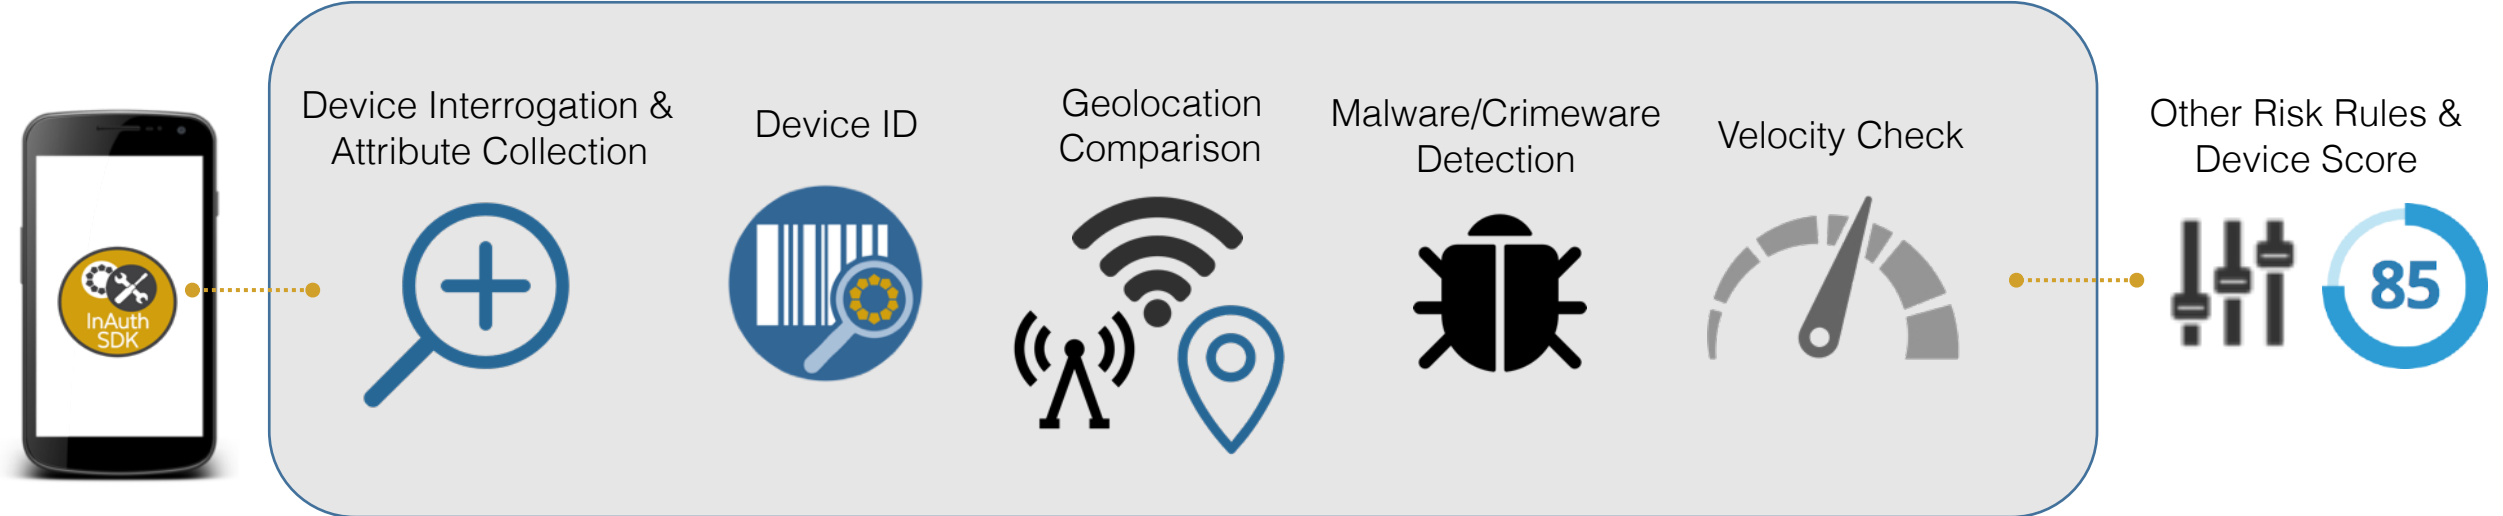 Device Interrogation &
Attribute Collection
Device ID
Geolocation
Comparison
Malware/Crimeware
Detection
Velocity Check
Other Risk Rules &
Device Score
InAuth
SDK
85